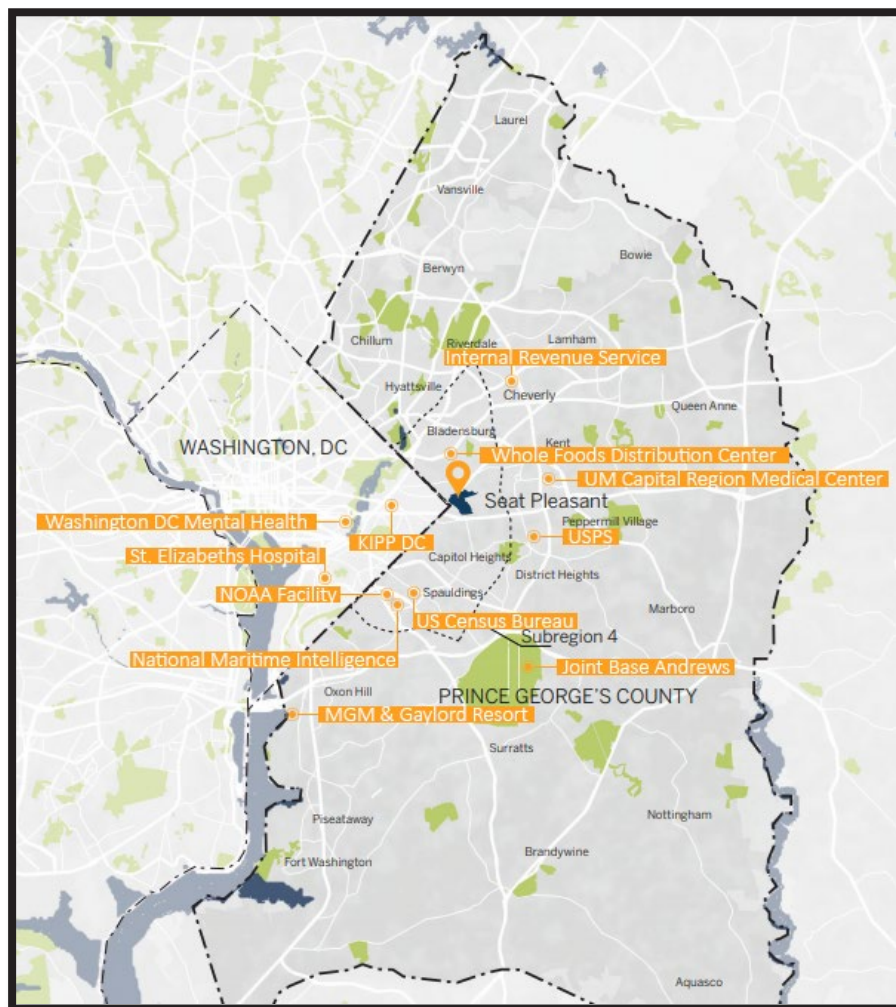 Laurel
Vansville
Bowie
Berwyn
Chillum
Riverdale
Lamham
Internal Revenue Service
Hyattsville
Cheverly
Queen Anne
Bladensburg
Kent
WASHINGTON, DC
Whole Foods Distribution Center
UM Capital Region Medical Center
Seat Pleasant
Washington DC Mental Health
Peppermill Village
KIPP DC
USPS
St. Elizabeths Hospital
Capitol Heights
District Heights
NOAA Facility
Spauldings
Marboro
US Census Bureau
Subregion 4
National Maritime Intelligence
Joint Base Andrews
Oxon Hill
PRINCE GEORGE'S COUNTY
MGM & Gaylord Resort
Surratts
Piseataway
Nottingham
Brandywine
Fort Washington
Aquasco